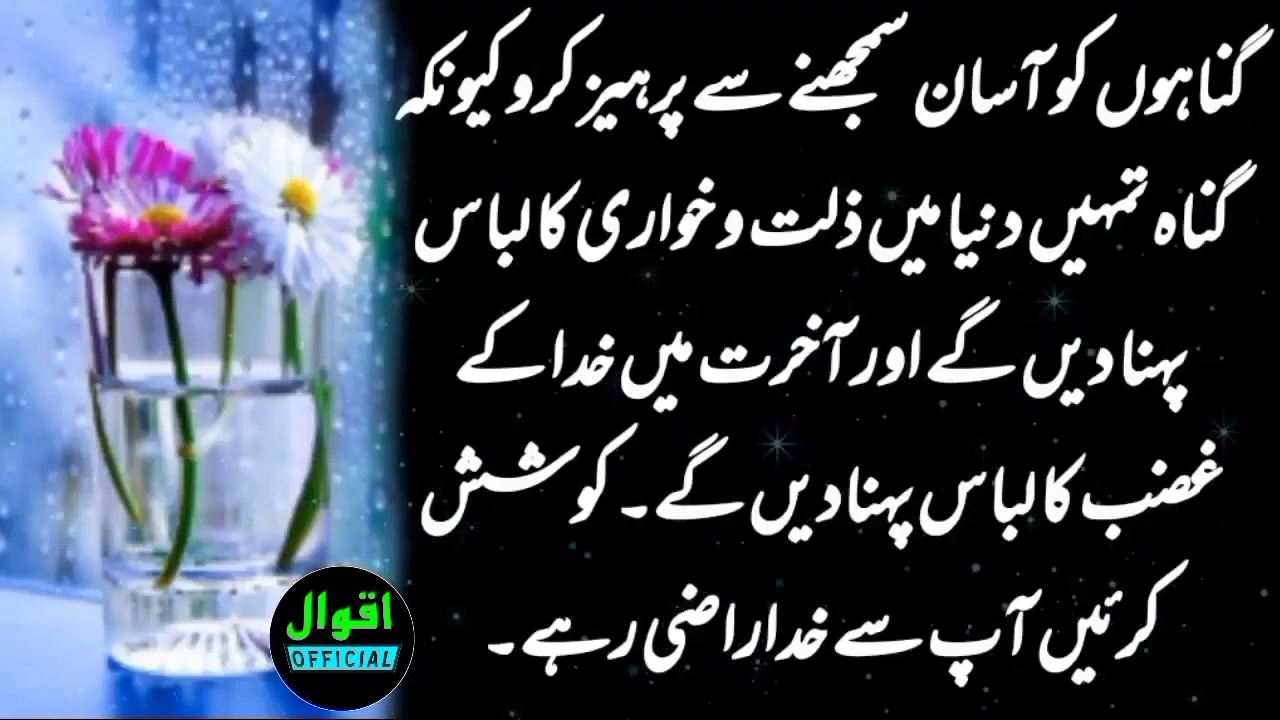 گناہوں کو آسان سمجھنے سے پرہیز کرو کیونکہ
گناہ تمہیں دنیا میں ذلت و خواری کا لباس
پہنا دیں گے اور آخرت میں خدا کے
غضب کا لباس پہنا دیں گے۔ کوشش
کرئیں آپ سے خدا راضی رہے۔
اقوال
OFFICIAL